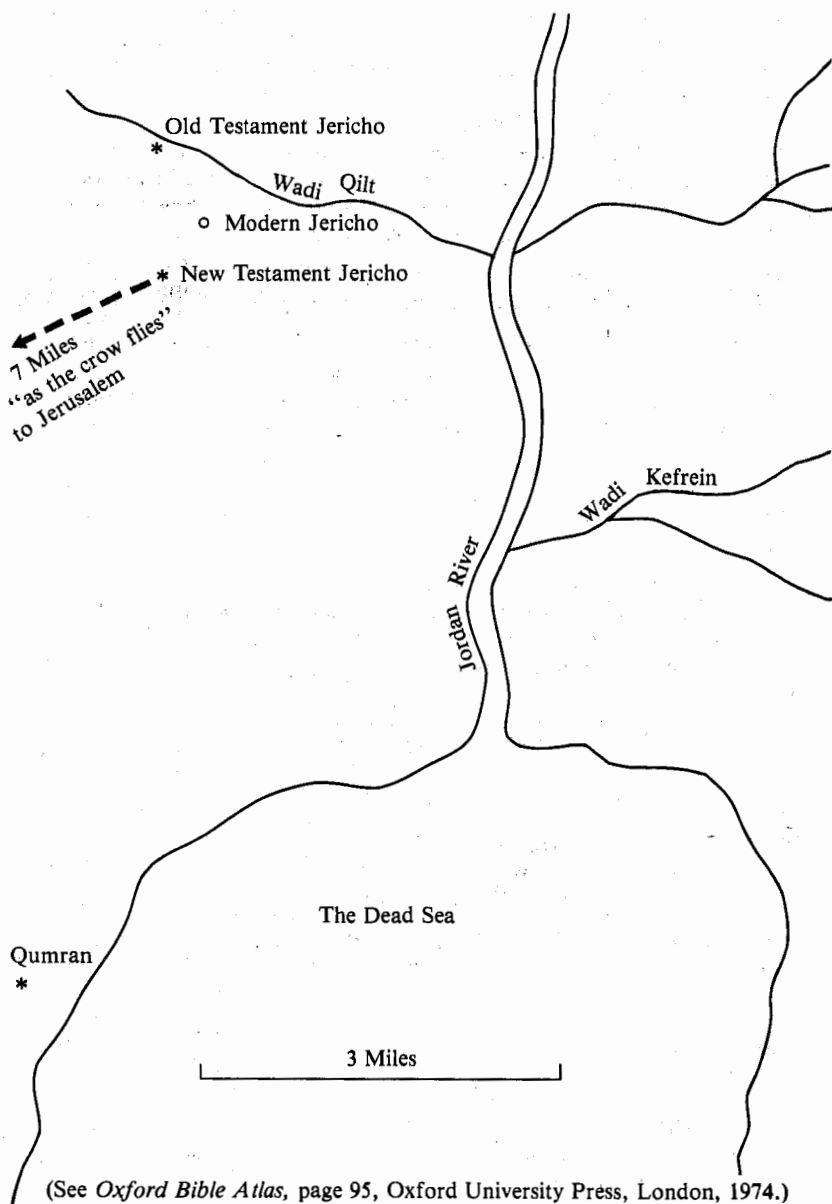 Old Testament Jericho
*
Wadi Qilt
Modern Jericho
* New Testament Jericho
7 Miles
“as the crow flies”
to Jerusalem
Wadi Kefrein
Jordan River
The Dead Sea
Qumran
*
3 Miles
(See Oxford Bible Atlas, page 95, Oxford University Press, London, 1974.)